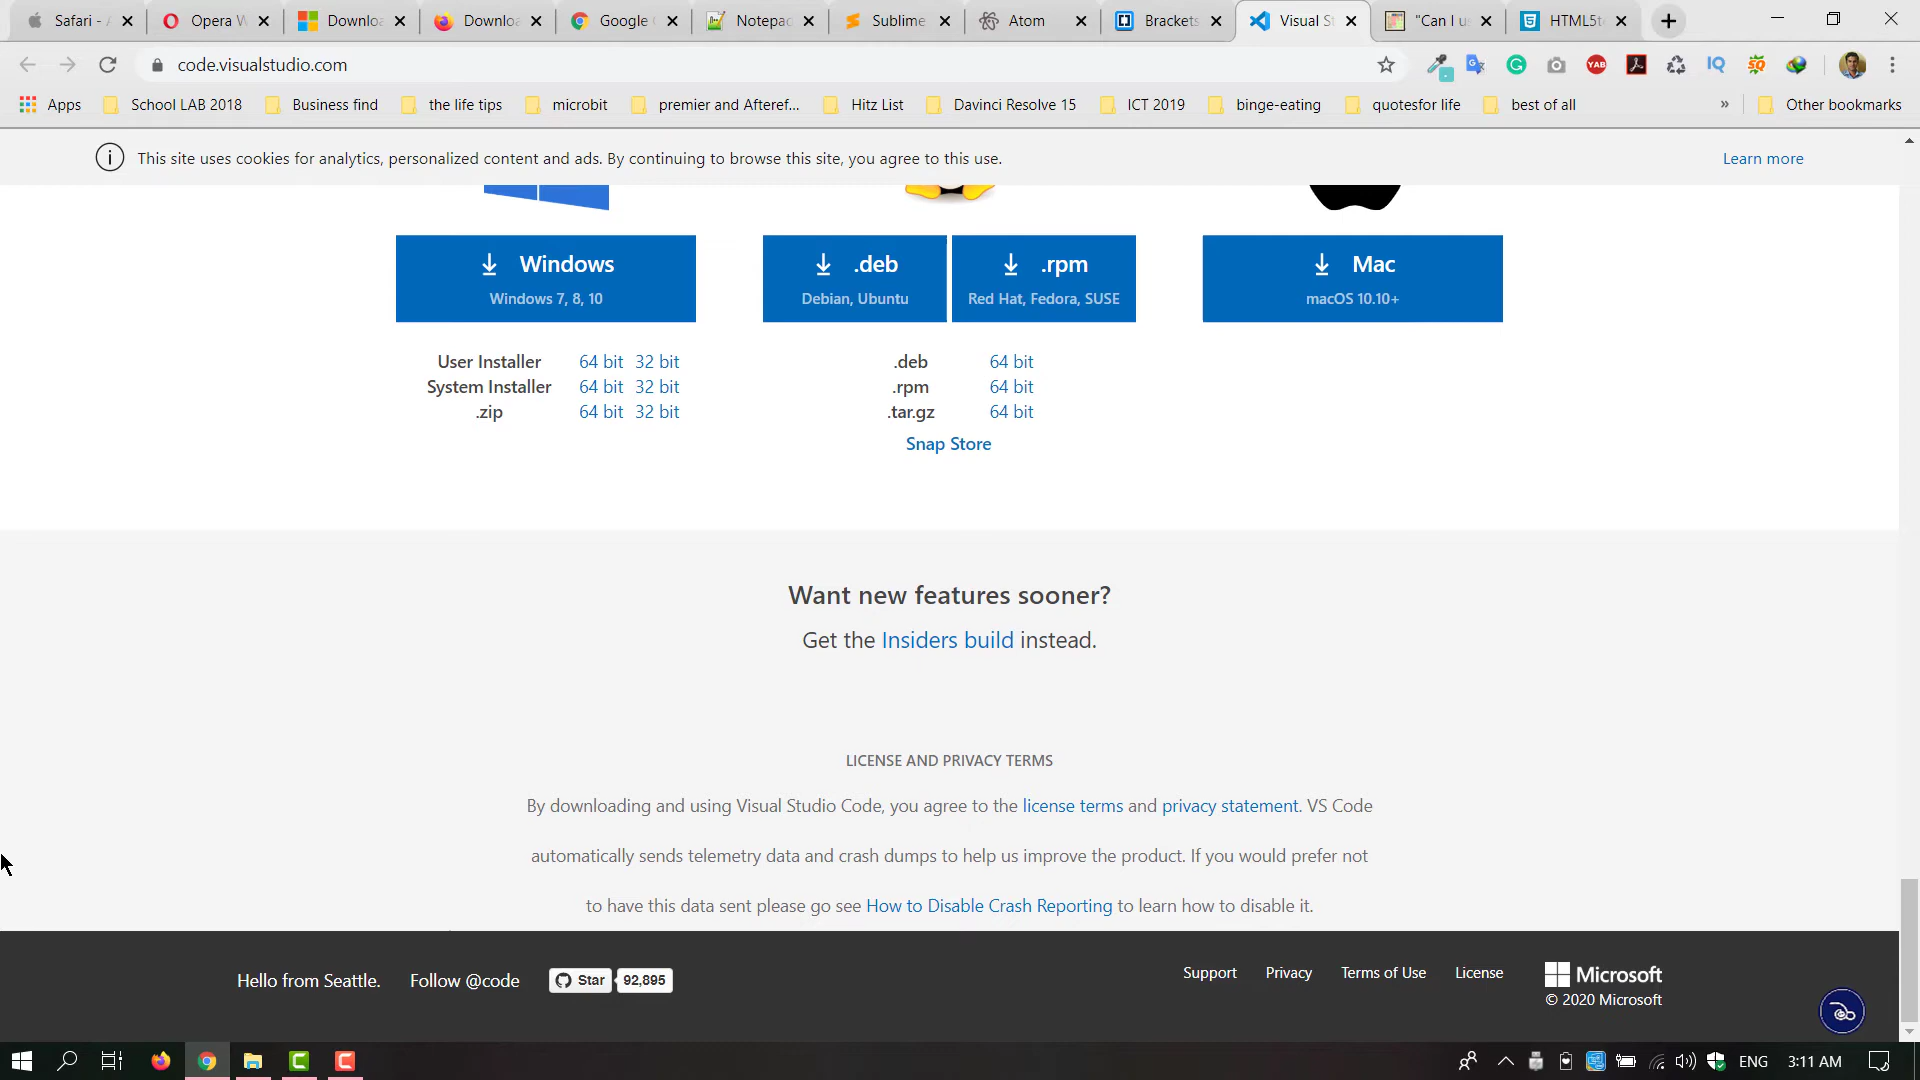 Safari - A
Opera W
Downloa
Downloa
Google C
Notepad
Sublime
Atom
Brackets
Visual St
"Can I us
HTML5te
code.visualstudio.com
Apps
School LAB 2018
Business find
the life tips
microbit
premier and Afteref...
Hitz List
Davinci Resolve 15
ICT 2019
binge-eating
quotesfor life
best of all
»
Other bookmarks
This site uses cookies for analytics, personalized content and ads. By continuing to browse this site, you agree to this use.
Learn more
Windows
Windows 7, 8, 10
.deb
Debian, Ubuntu
.rpm
Red Hat, Fedora, SUSE
Mac
macOS 10.10+
User Installer 64 bit 32 bit
System Installer 64 bit 32 bit
.zip 64 bit 32 bit
.deb 64 bit
.rpm 64 bit
.tar.gz 64 bit
Snap Store
Want new features sooner?
Get the Insiders build instead.
LICENSE AND PRIVACY TERMS
By downloading and using Visual Studio Code, you agree to the license terms and privacy statement. VS Code
automatically sends telemetry data and crash dumps to help us improve the product. If you would prefer not
to have this data sent please go see How to Disable Crash Reporting to learn how to disable it.
Hello from Seattle.
Follow @code
Star 92,895
Support
Privacy
Terms of Use
License
Microsoft
© 2020 Microsoft
ENG
3:11 AM